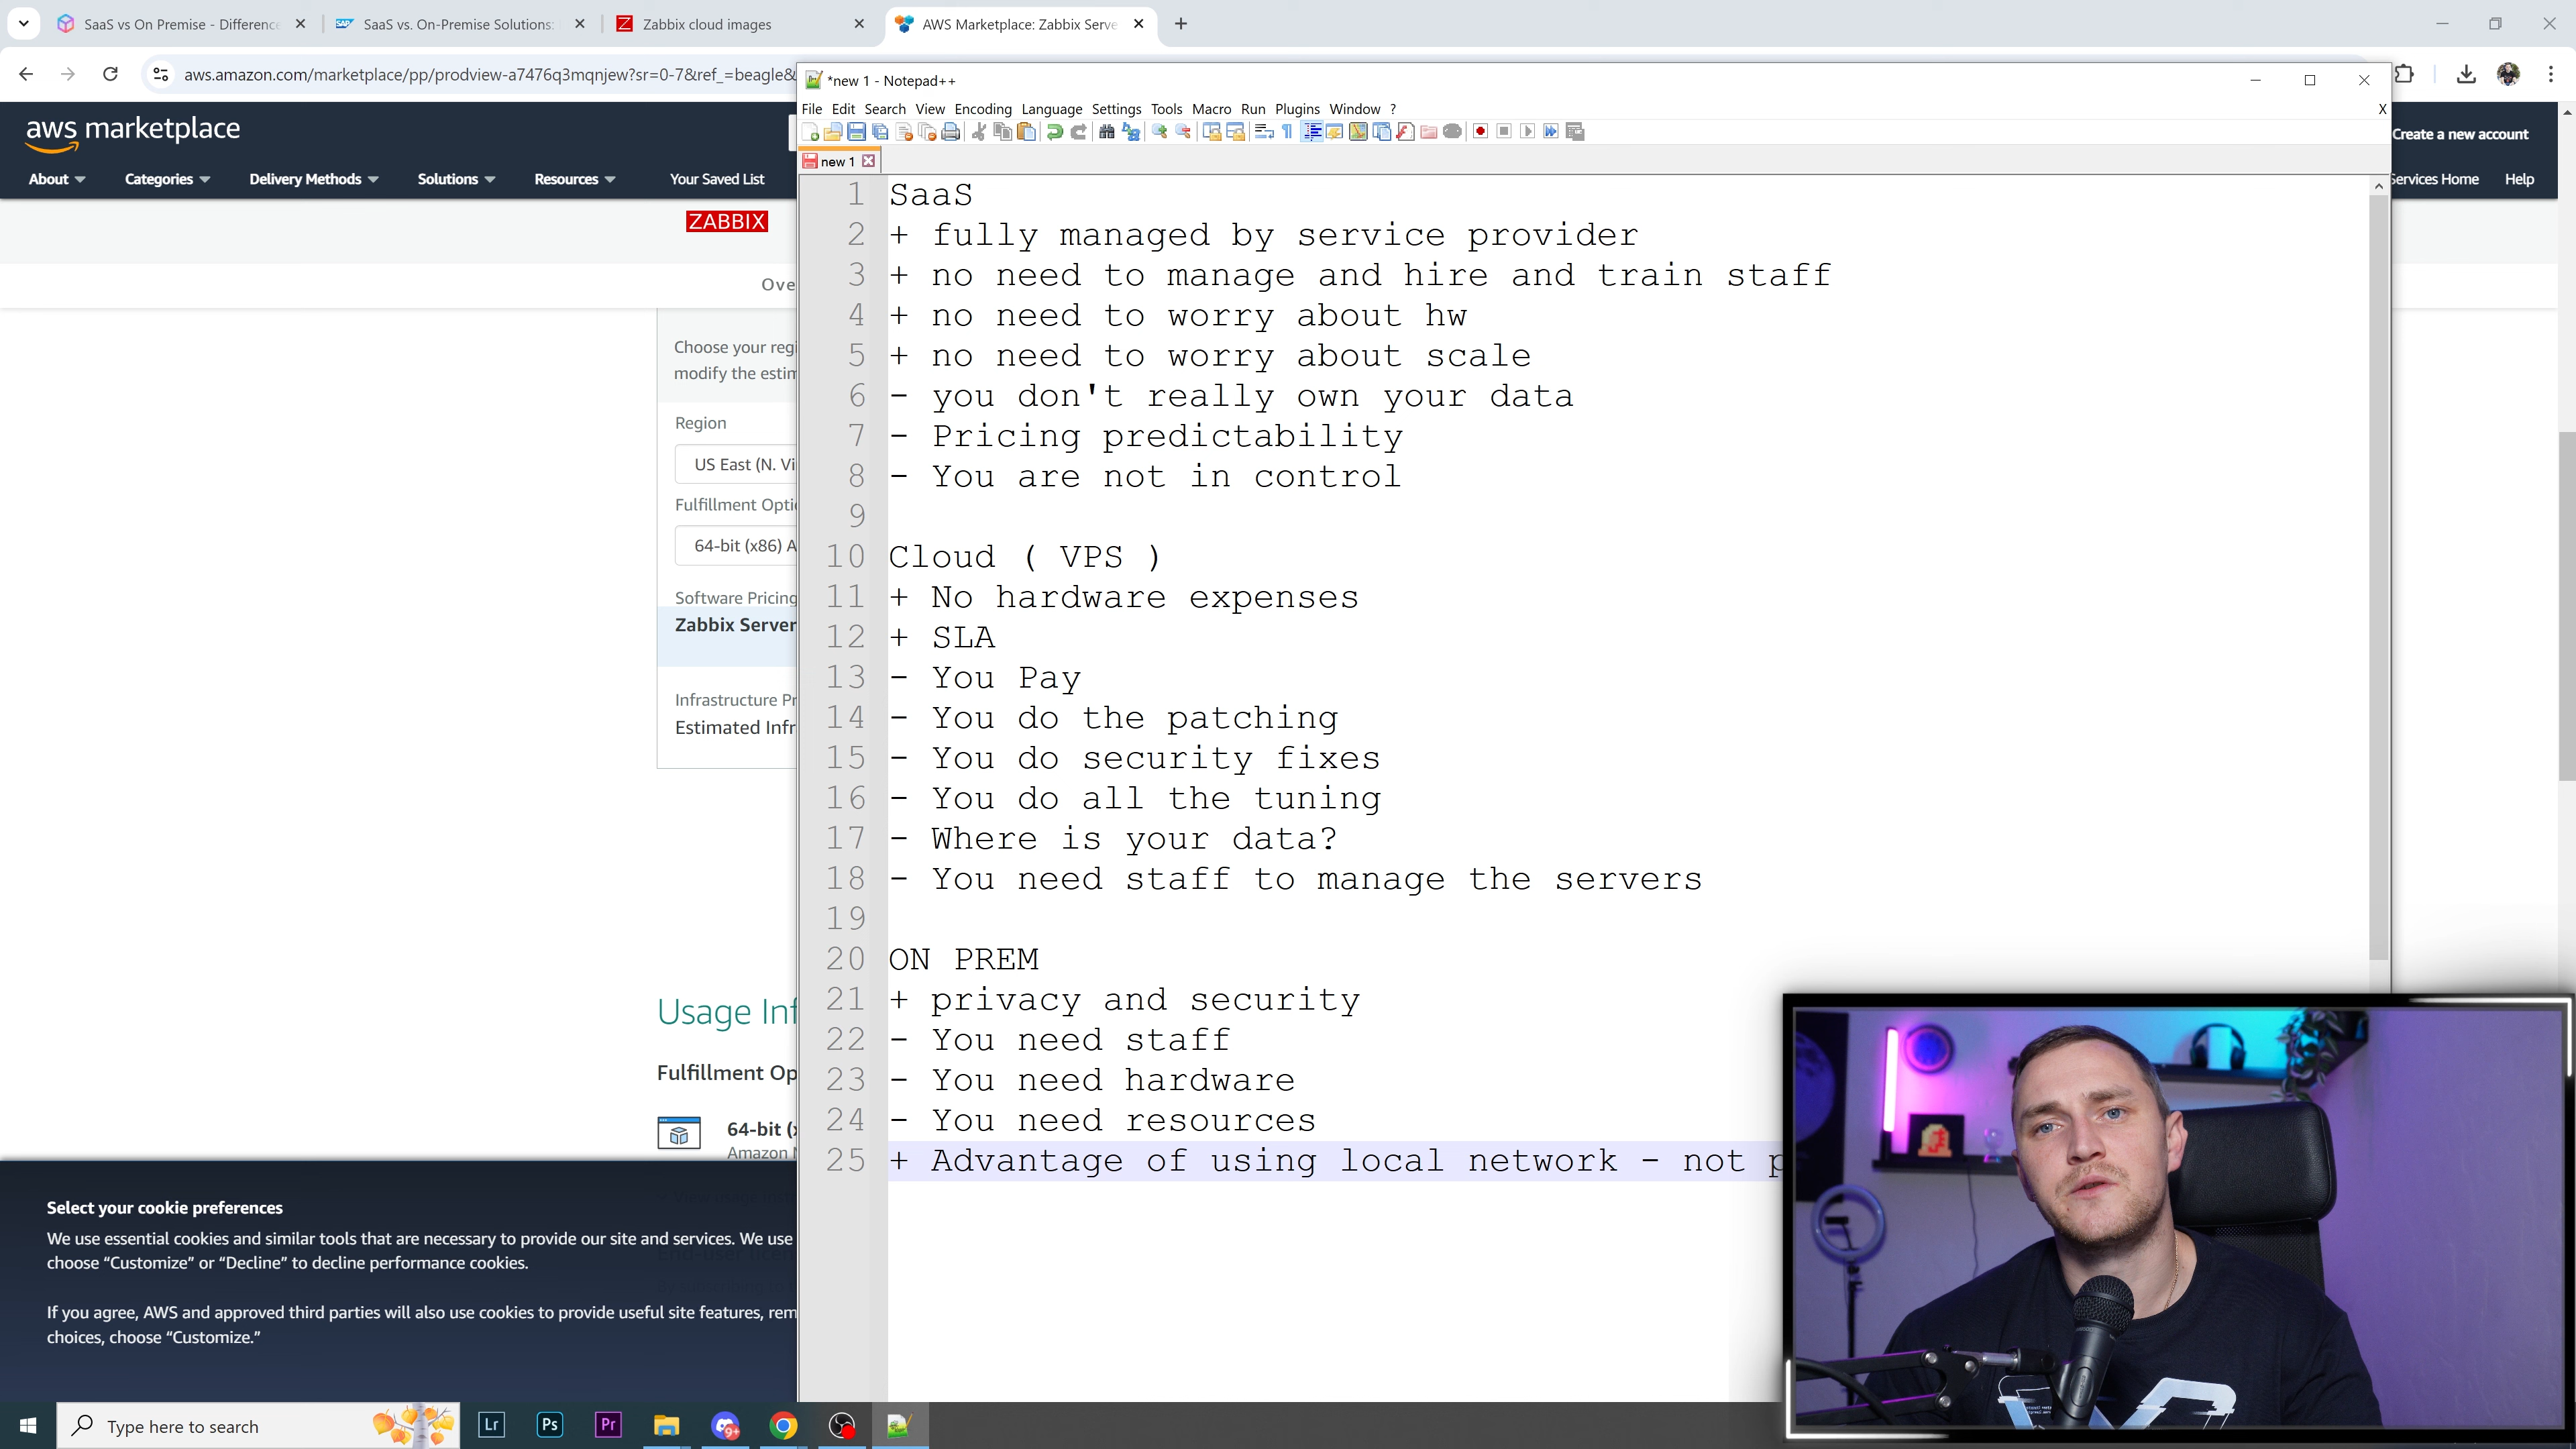 SaaS vs On Premise - Difference
SaaS vs. On-Premise Solutions:
Zabbix cloud images
AWS Marketplace: Zabbix Serve
aws.amazon.com/marketplace/pp/prodview-a7476q3mqnjew?sr=0-7&ref_=beagle&
aws marketplace
Create a new account
About
Categories
Delivery Methods
Solutions
Resources
Your Saved List
Services Home
Help
ZABBIX
Choose your regi
modify the estim
Region
US East (N. Vi
Fulfillment Opti
64-bit (x86) A
Software Pricing
Zabbix Server
Infrastructure Pr
Estimated Infr
Usage Inf
Fulfillment Op
64-bit (x
Amazon
Select your cookie preferences
We use essential cookies and similar tools that are necessary to provide our site and services. We use
choose “Customize” or “Decline” to decline performance cookies.
If you agree, AWS and approved third parties will also use cookies to provide useful site features, rem
choices, choose “Customize.”
*new 1 - Notepad++
File Edit Search View Encoding Language Settings Tools Macro Run Plugins Window ?
X
new 1
1 SaaS
2 + fully managed by service provider
3 + no need to manage and hire and train staff
4 + no need to worry about hw
5 + no need to worry about scale
6 - you don't really own your data
7 - Pricing predictability
8 - You are not in control
9
10 Cloud ( VPS )
11 + No hardware expenses
12 + SLA
13 - You Pay
14 - You do the patching
15 - You do security fixes
16 - You do all the tuning
17 - Where is your data?
18 - You need staff to manage the servers
19
20 ON PREM
21 + privacy and security
22 - You need staff
23 - You need hardware
24 - You need resources
25 + Advantage of using local network - not p
Type here to search
Lr
Ps
Pr
9+